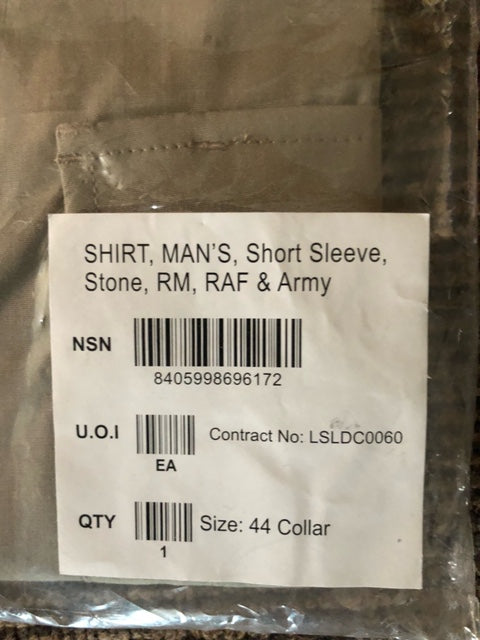 SHIRT, MAN'S, Short Sleeve,
Stone, RM, RAF & Army
NSN
8405998696172
U.O.I Contract No: LSLDC0060
EA
QTY Size: 44 Collar
1